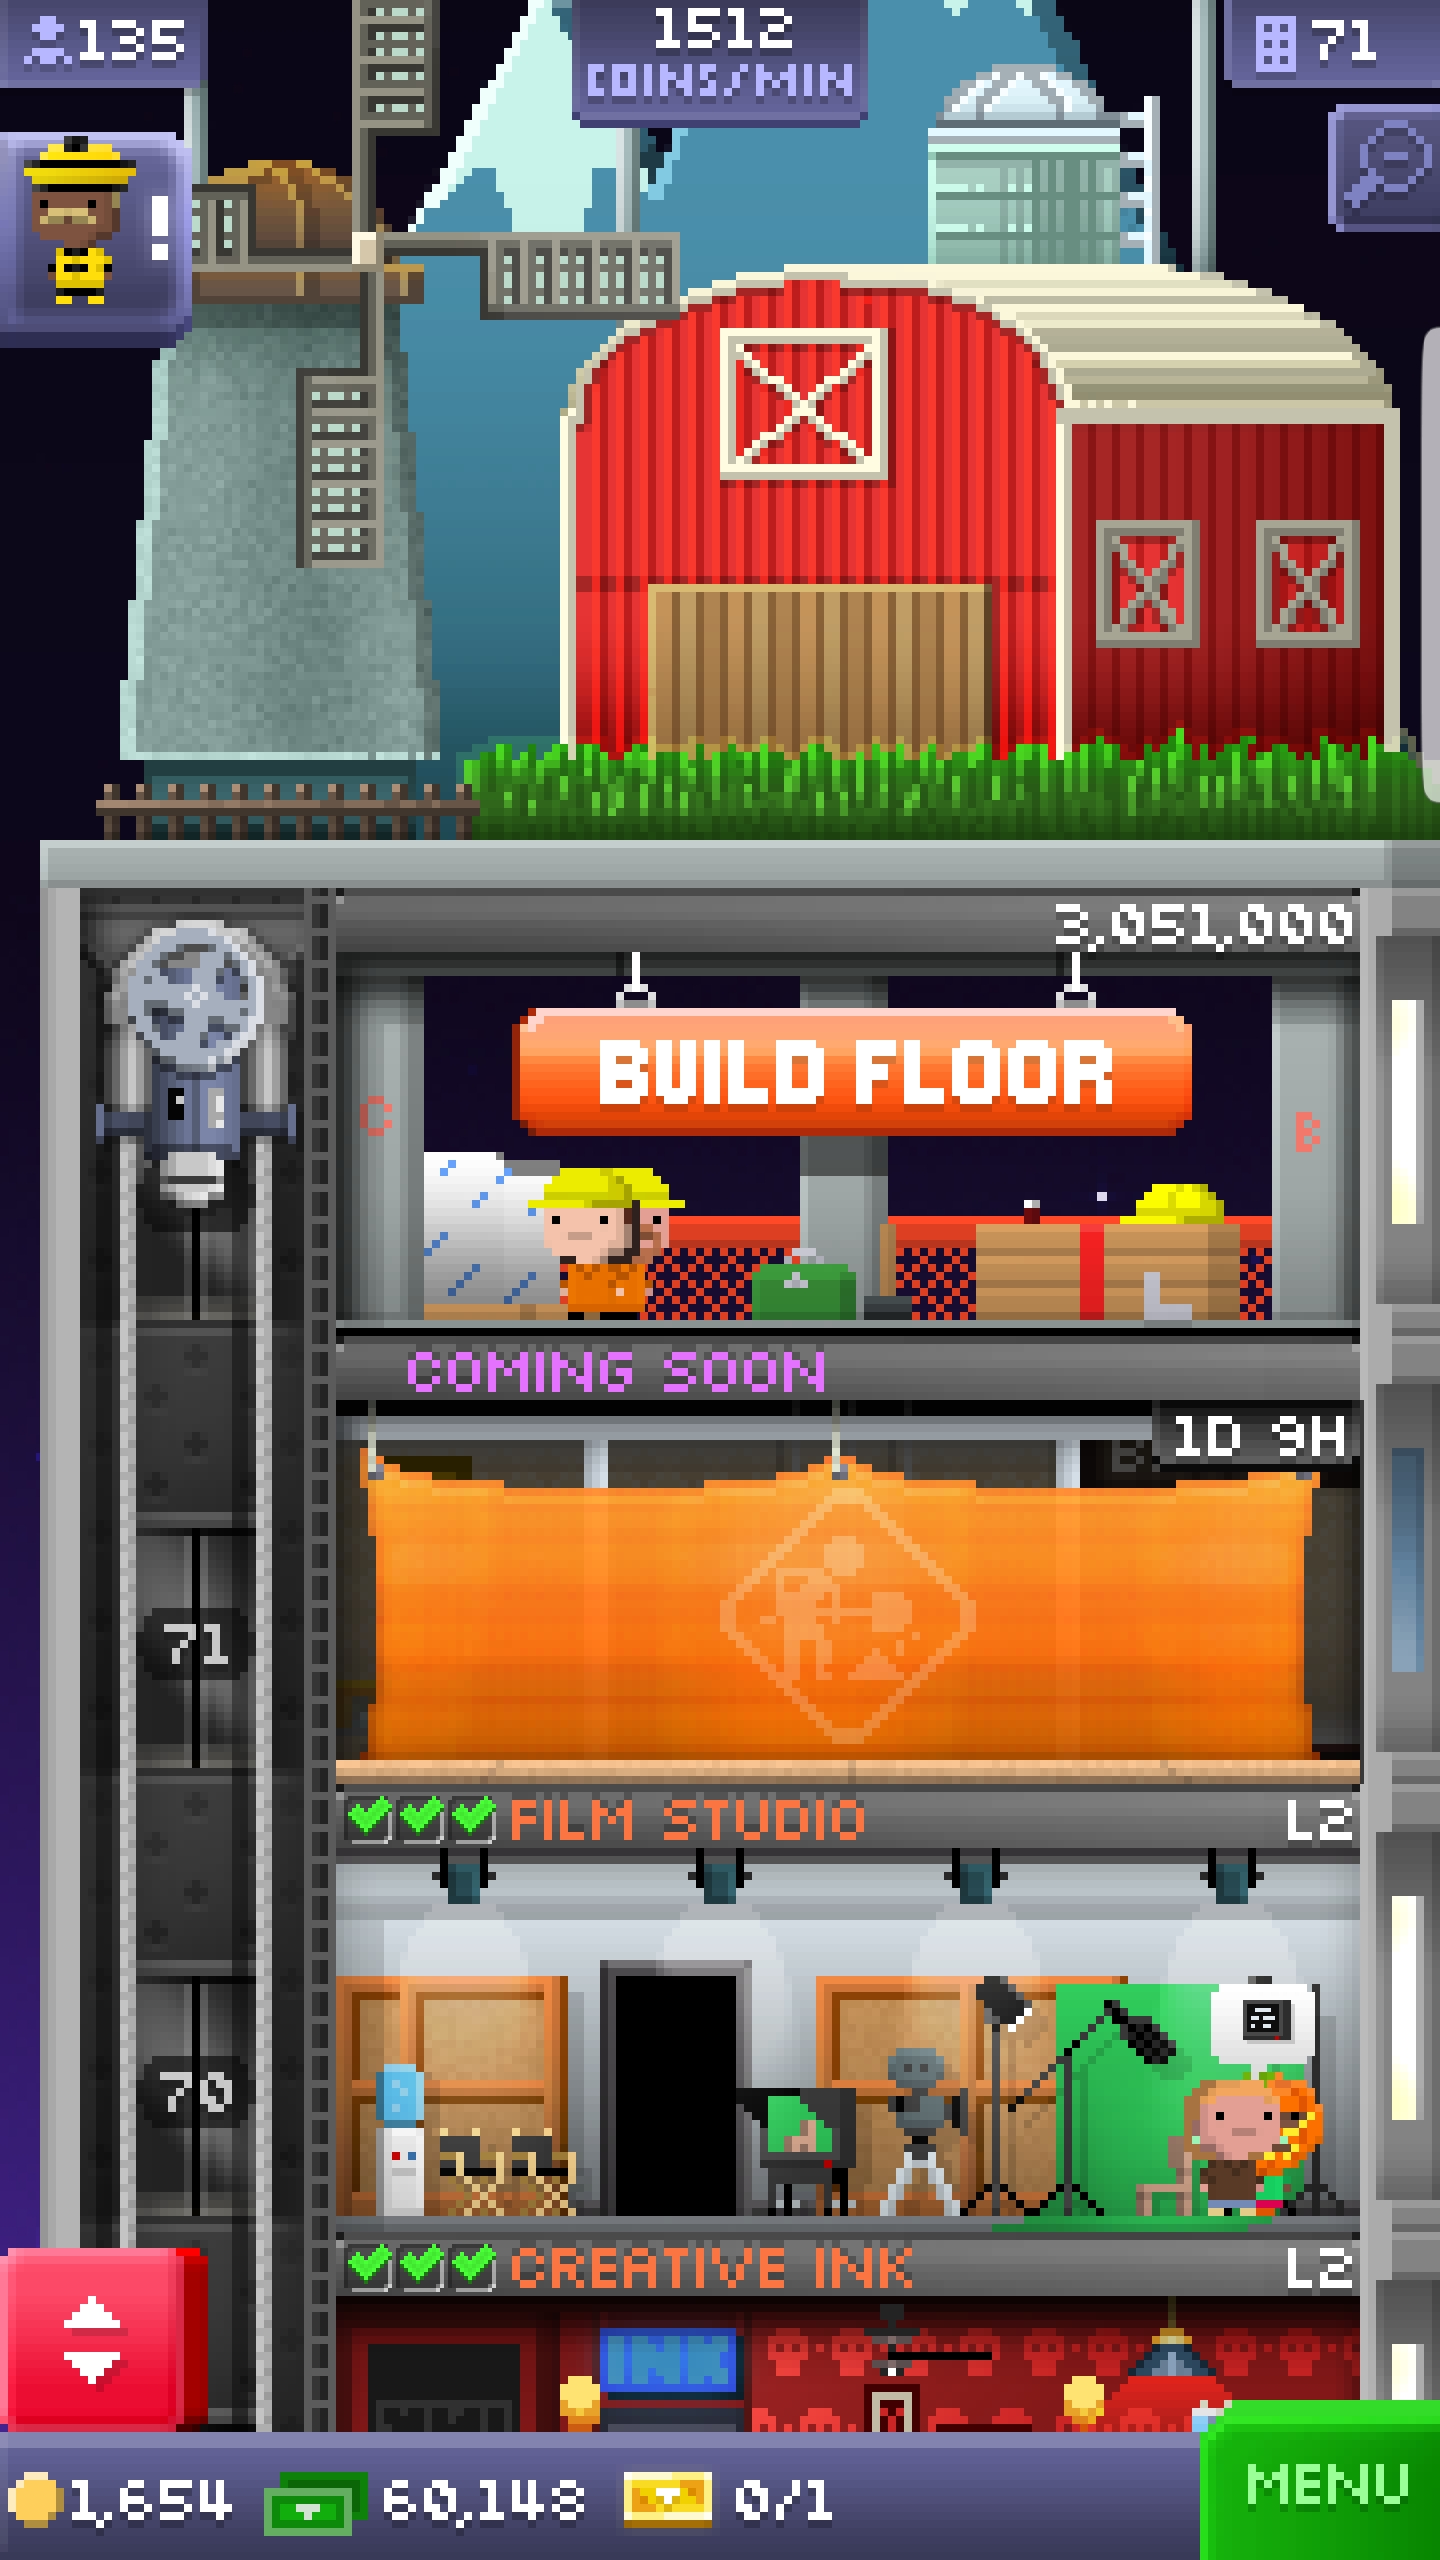 135
1512
COINS/MIN
71
!
3,051,000
BUILD FLOOR
C
B
COMING SOON
1D 9H
71
FILM STUDIO
L2
70
CREATIVE INK
L2
INK
1,654
60,148
0/1
MENU